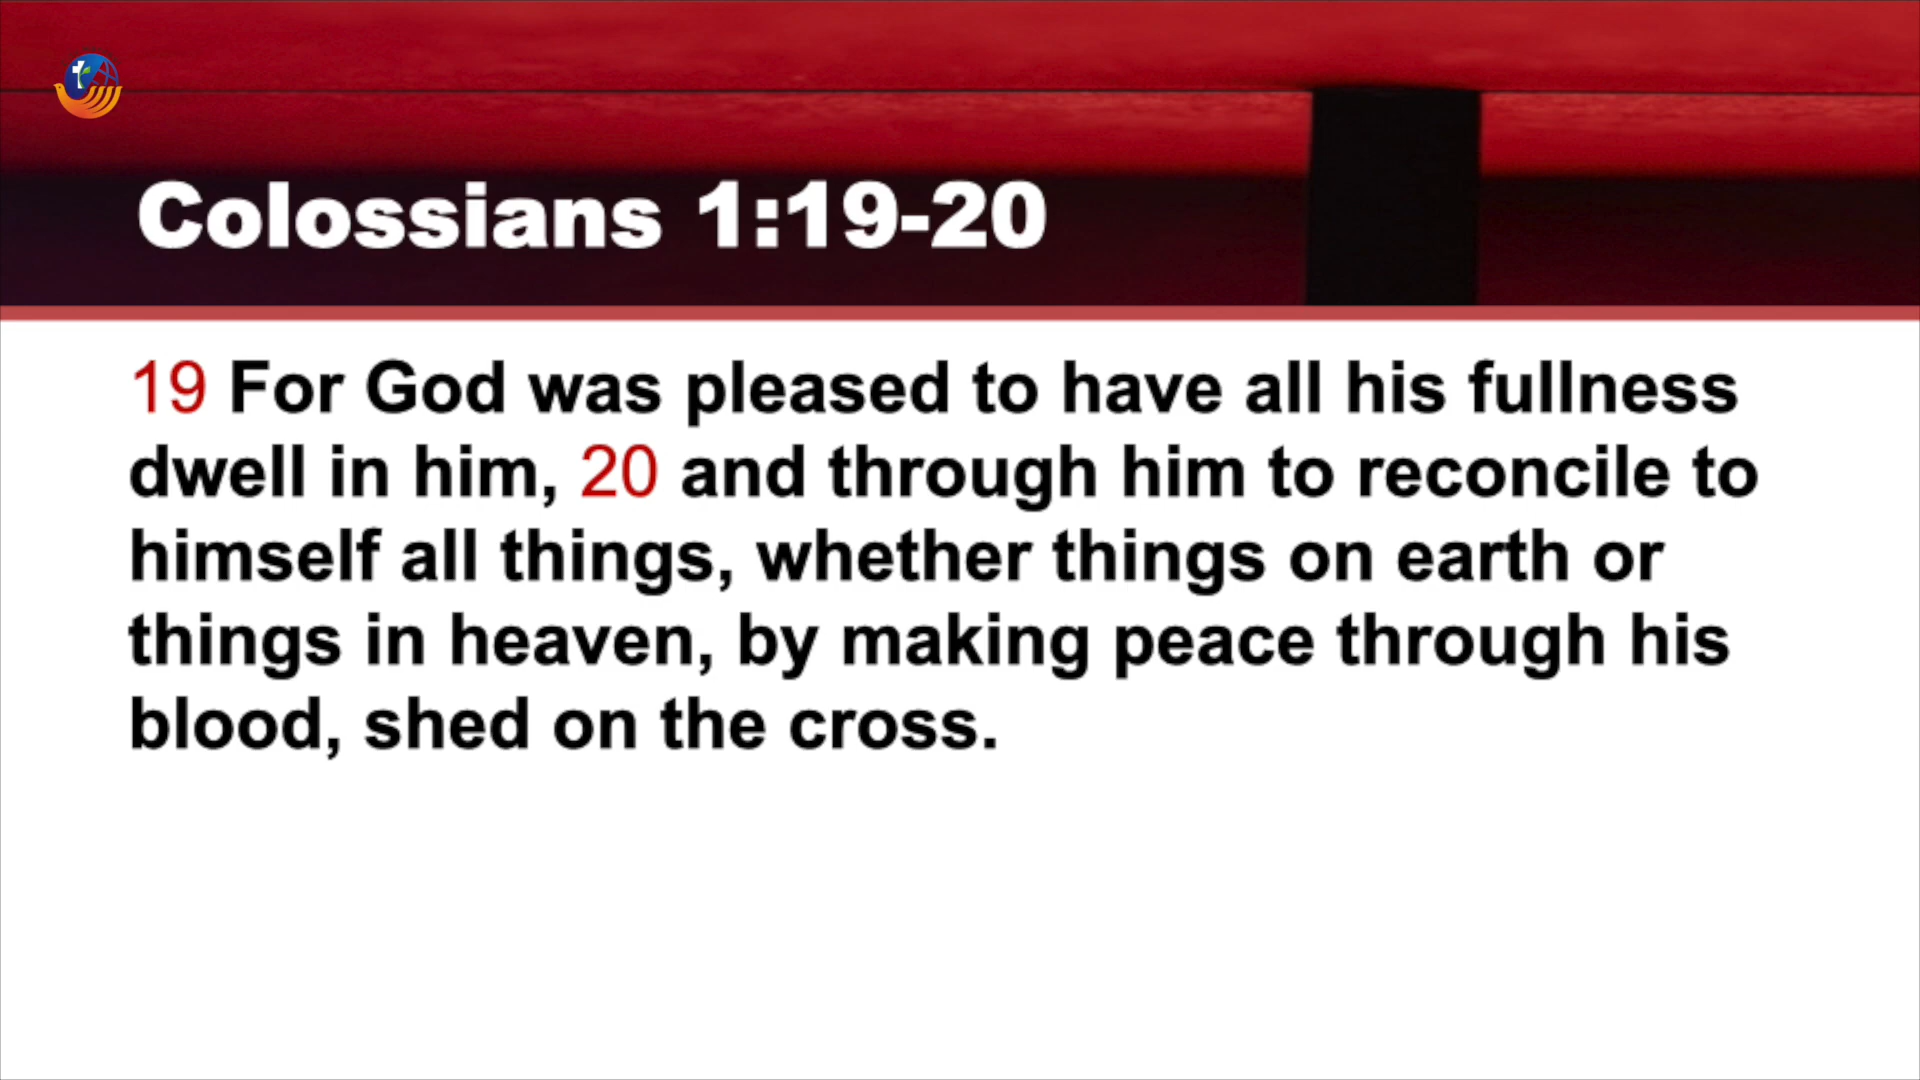 Colossians 1:19-20
19 For God was pleased to have all his fullness
dwell in him, 20 and through him to reconcile to
himself all things, whether things on earth or
things in heaven, by making peace through his
blood, shed on the cross.